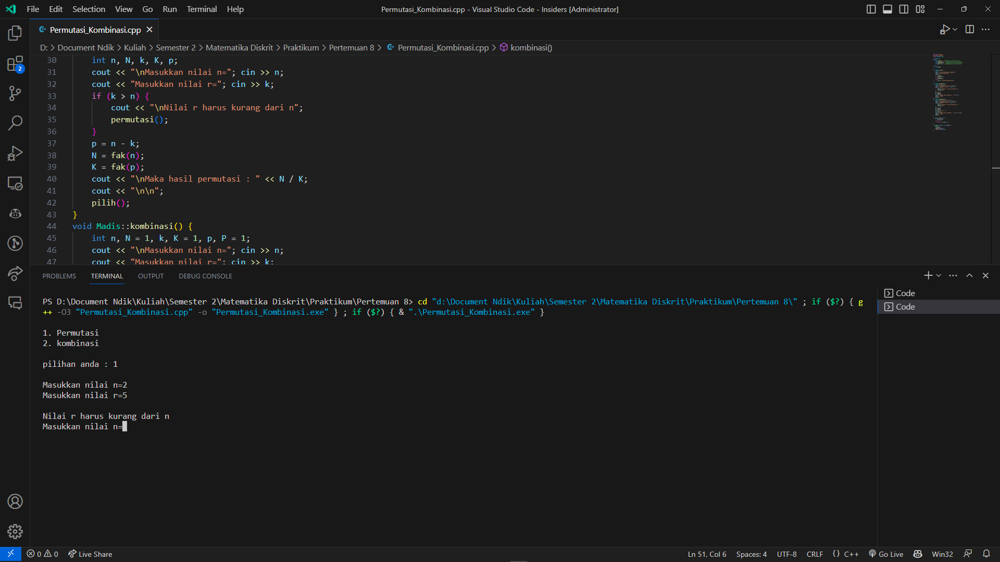 File Edit Selection View Go Run Terminal Help
Permutasi_Kombinasi.cpp - Visual Studio Code - Insiders [Administrator]
Permutasi_Kombinasi.cpp
D: > Document Ndik > Kuliah > Semester 2 > Matematika Diskrit > Praktikum > Pertemuan 8 > Permutasi_Kombinasi.cpp > kombinasi()
2
30 int n, N, k, K, p;
31 cout << "\nMasukkan nilai n="; cin >> n;
32 cout << "Masukkan nilai r="; cin >> k;
33 if (k > n) {
34 cout << "\nNilai r harus kurang dari n";
35 permutasi();
36 }
37 p = n - k;
38 N = fak(n);
39 K = fak(p);
40 cout << "\nMaka hasil permutasi : " << N / K;
41 cout << "\n\n";
42 pilih();
43 }
44 void Madis::kombinasi() {
45 int n, N = 1, k, K = 1, p, P = 1;
46 cout << "\nMasukkan nilai n="; cin >> n;
47 cout << "Masukkan nilai r="; cin >> k;
PROBLEMS TERMINAL OUTPUT DEBUG CONSOLE
PS D:\Document Ndik\Kuliah\Semester 2\Matematika Diskrit\Praktikum\Pertemuan 8> cd "d:\Document Ndik\Kuliah\Semester 2\Matematika Diskrit\Praktikum\Pertemuan 8\" ; if ($?) { g
++ -O3 "Permutasi_Kombinasi.cpp" -o "Permutasi_Kombinasi.exe" } ; if ($?) { & ".\Permutasi_Kombinasi.exe" }
1. Permutasi
2. kombinasi
pilihan anda : 1
Masukkan nilai n=2
Masukkan nilai r=5
Nilai r harus kurang dari n
Masukkan nilai n=
Code
Code
0 0 Live Share
Ln 51, Col 6 Spaces: 4 UTF-8 CRLF {} C++ Go Live Win32